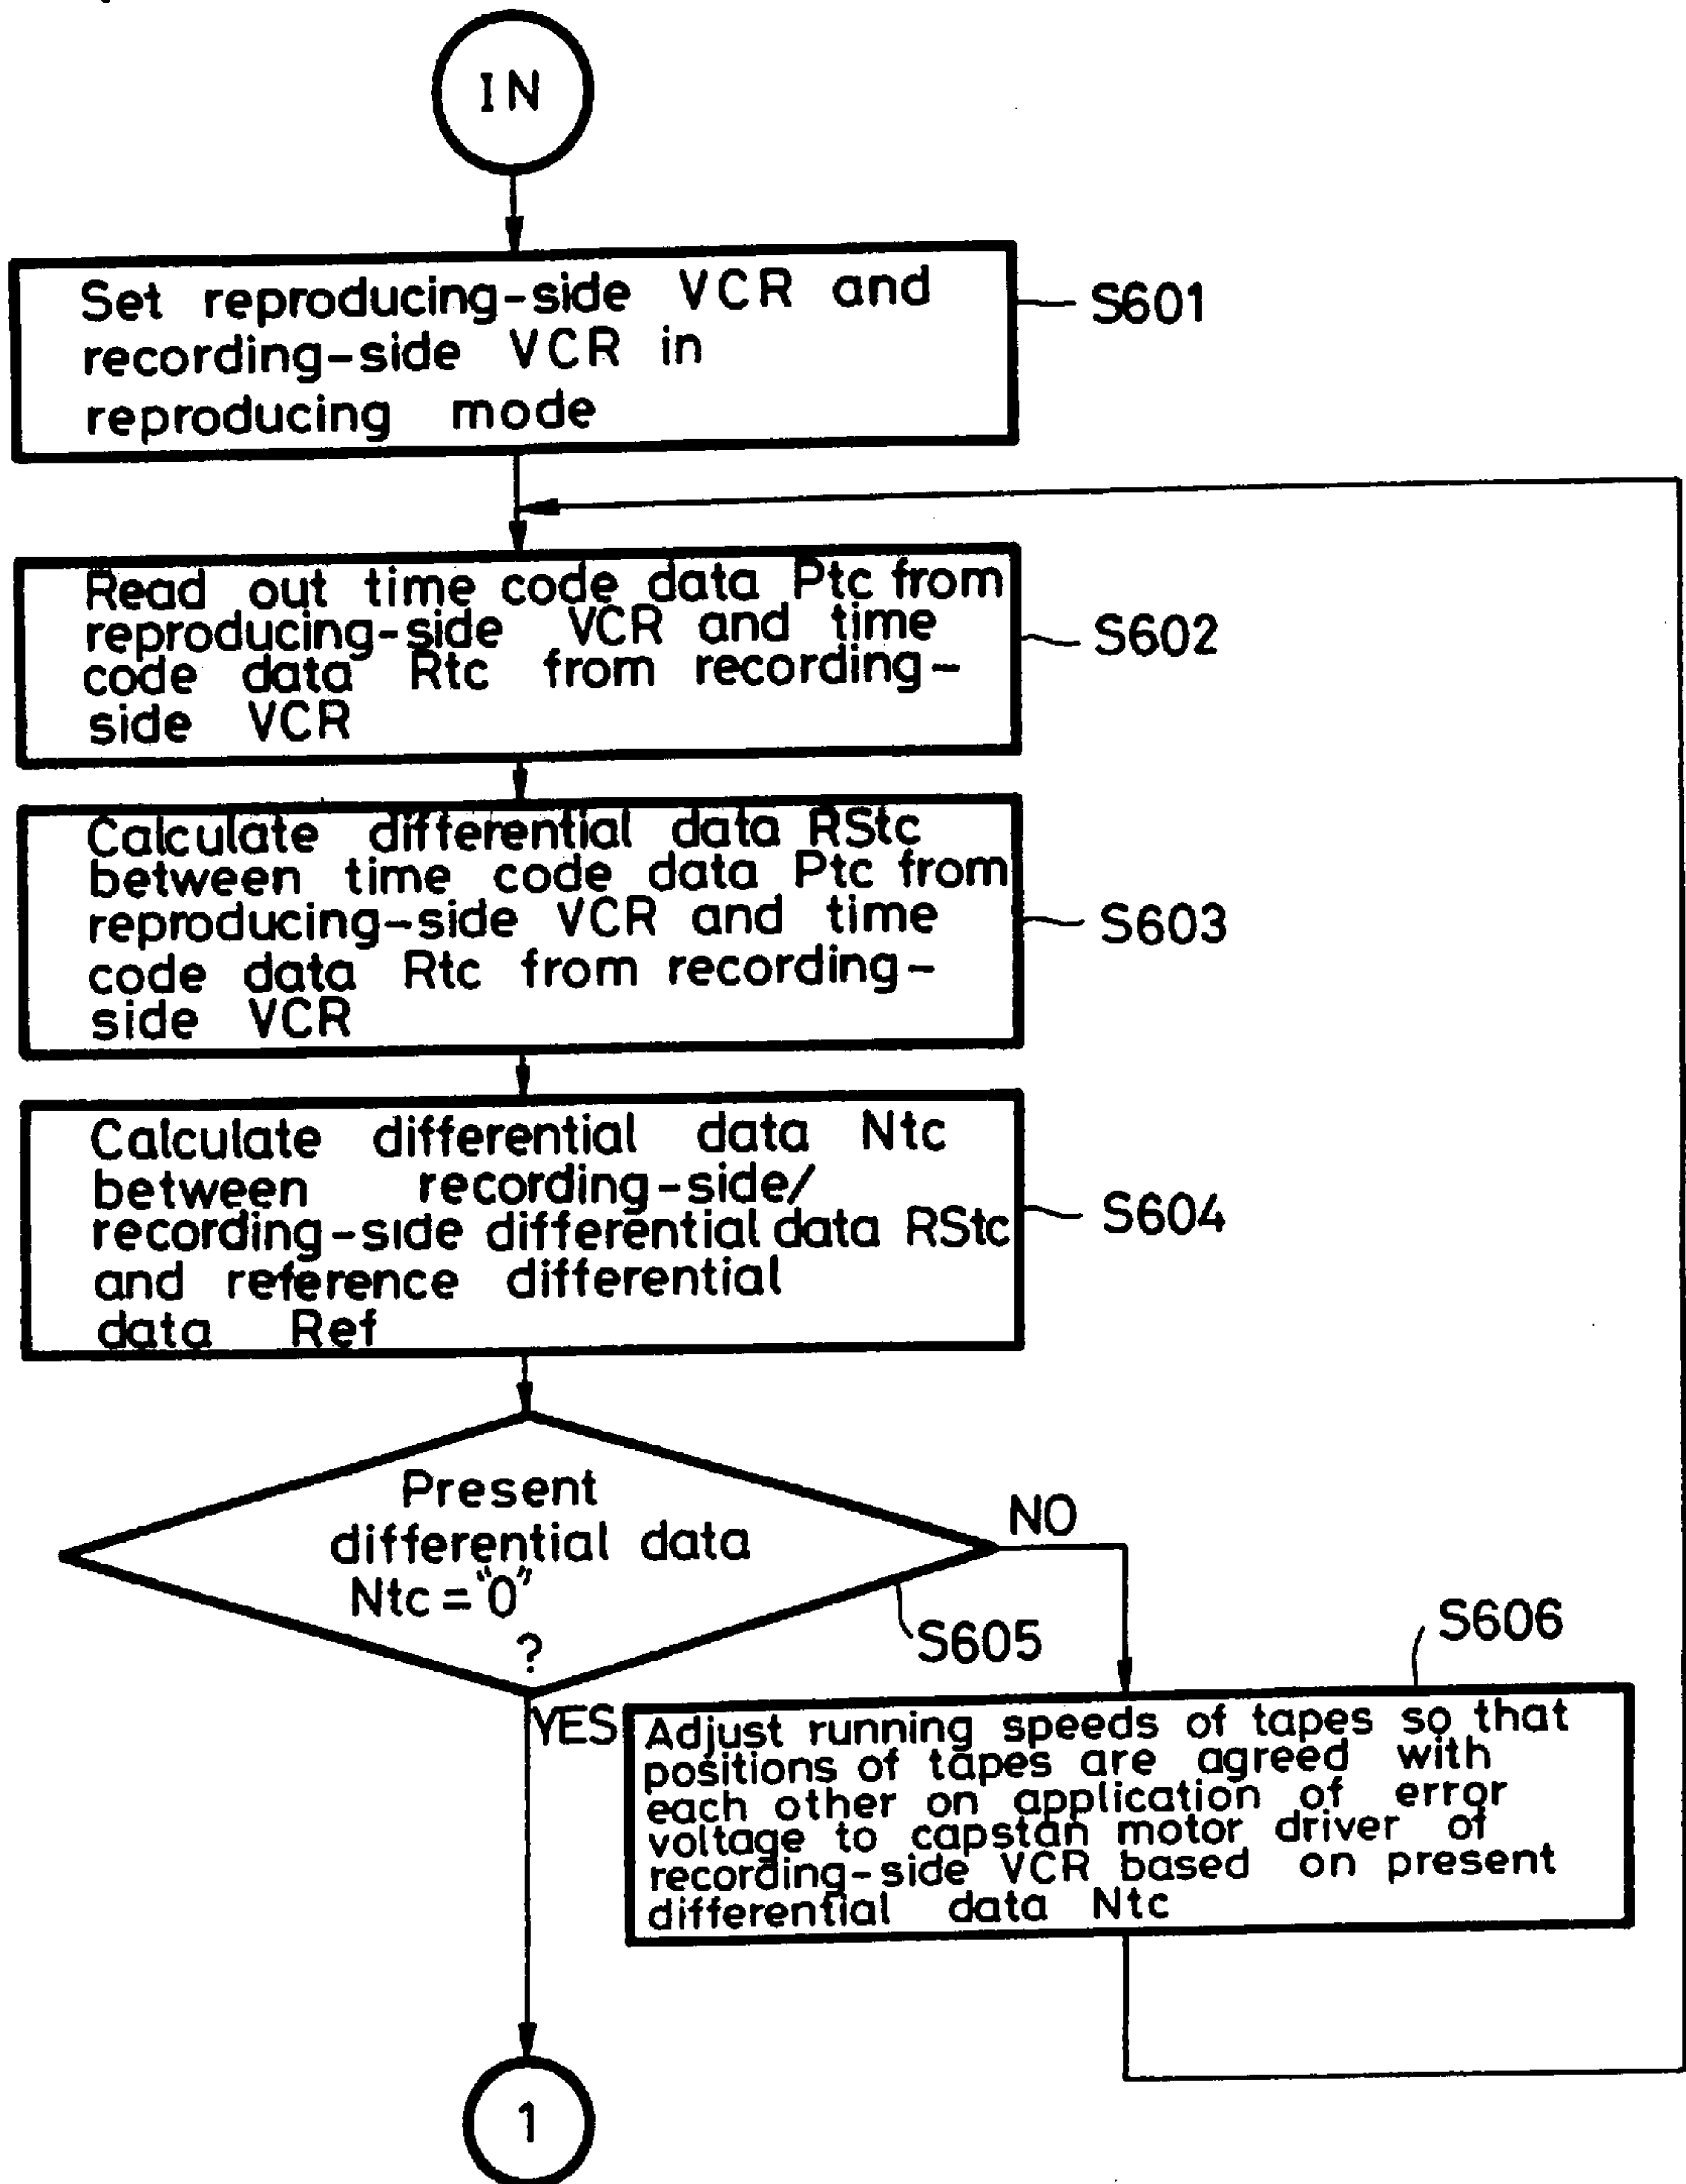 IN
Set reproducing-side VCR and
recording-side VCR in
reproducing mode
S601
Read out time code data Ptc from
reproducing-side VCR and time
code data Rtc from recording-
side VCR
S602
Calculate differential data RStc
between time code data Ptc from
reproducing-side VCR and time
code data Rtc from recording-
side VCR
S603
Calculate differential data Ntc
between recording-side/
recording-side differential data RStc
and reference differential
data Ref
S604
Present
differential data
Ntc = "0"
?
NO
S605
YES
S606
Adjust running speeds of tapes so that
positions of tapes are agreed with
each other on application of error
voltage to capstan motor driver of
recording-side VCR based on present
differential data Ntc
1